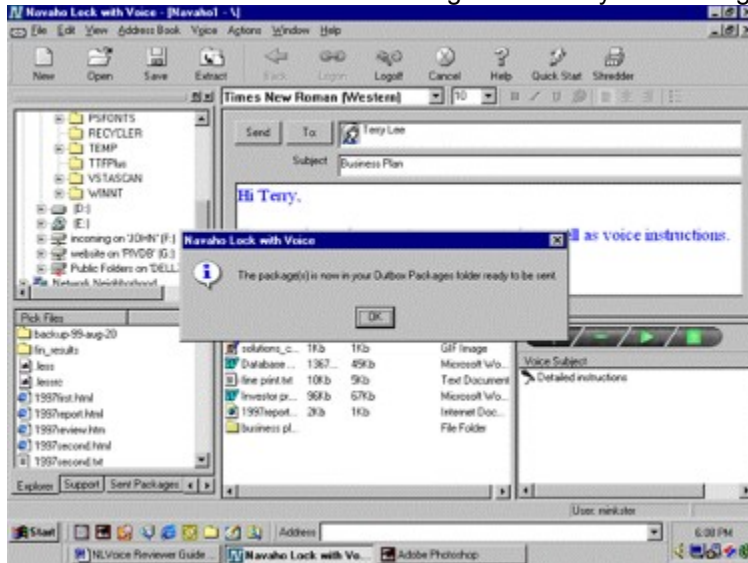 Navaho Lock with Voice - [Navaho1 - \]
File Edit View Address Book Voice Actions Window Help
New Open Save Extract Back Logon Logoff Cancel Help Quick Start Shredder
Times New Roman (Western) 10 B I U
PSFONTS
RECYCLER
TEMP
TTFPlus
VSTASCAN
WINNT
(D:)
(E:)
incoming on 'JOHN' (F:)
website on 'PIVDB' (G:)
Public Folders on 'DELL
Network Neighborhood
Send To: Terry Lee
Subject Business Plan
Hi Terry,
ll as voice instructions.
Navaho Lock with Voice
The package(s) is now in your Outbox Packages folder ready to be sent.
OK
Pick Files
backup-99-aug-20
fin_results
.less
.lessrc
1997first.html
1997report.html
1997review.htm
1997second.html
1997second.txt
solutions_c... 1Kb 1Kb GIF Image
Database ... 1367... 49Kb Microsoft Wo...
fine print.txt 10Kb 5Kb Text Document
Investor pr... 96Kb 67Kb Microsoft Wo...
1997report... 2Kb 1Kb Internet Doc...
business pl... File Folder
Voice Subject
Detailed instructions
Explorer Support Sent Packages
User: minkster
Start Address 6:08 PM
NLVoice Reviewer Guide ... Navaho Lock with Vo... Adobe Photoshop